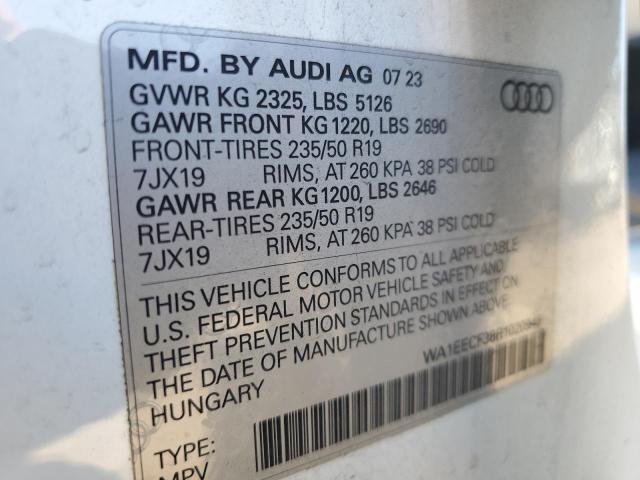 MFD. BY AUDI AG 07 23
GVWR KG 2325, LBS 5126
GAWR FRONT KG 1220, LBS 2690
FRONT-TIRES 235/50 R19
7JX19 RIMS, AT 260 KPA 38 PSI COLD
GAWR REAR KG 1200, LBS 2646
REAR-TIRES 235/50 R19
7JX19 RIMS, AT 260 KPA 38 PSI COLD
THIS VEHICLE CONFORMS TO ALL APPLICABLE
U.S. FEDERAL MOTOR VEHICLE SAFETY AND
THEFT PREVENTION STANDARDS IN EFFECT ON
THE DATE OF MANUFACTURE SHOWN ABOVE.
HUNGARY
TYPE:
MPV